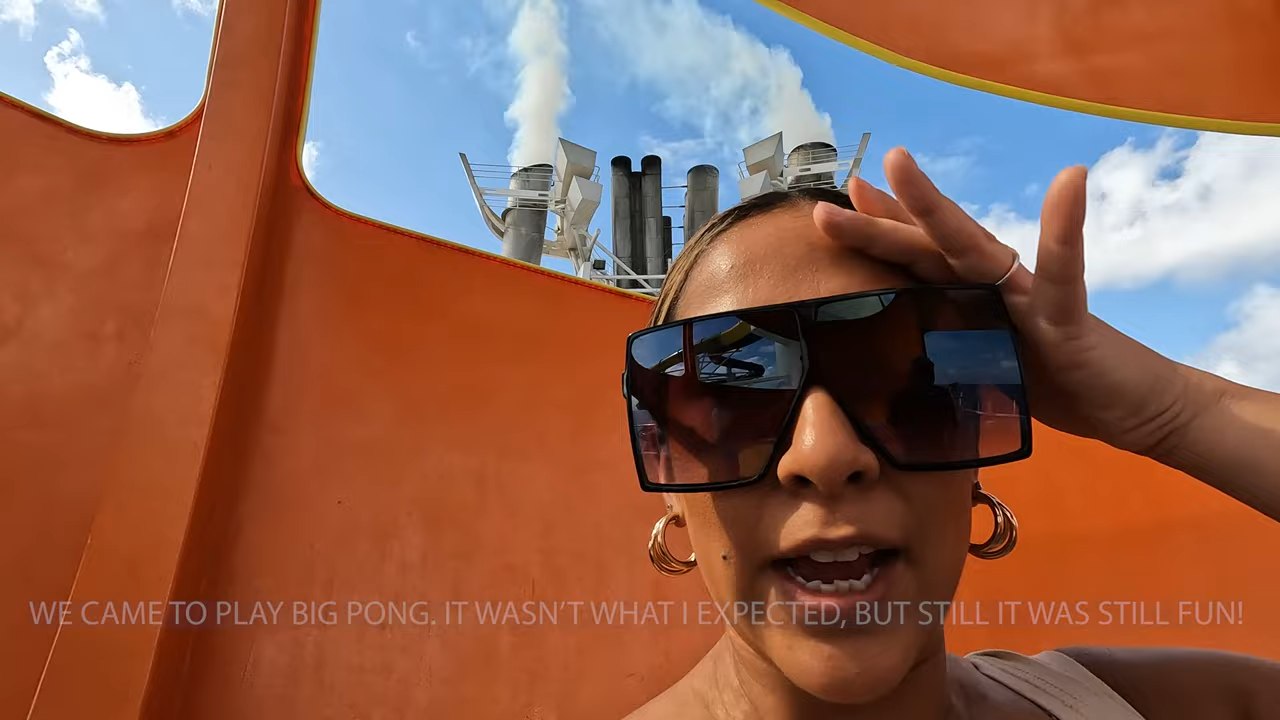 WE CAME TO PLAY BIG PONG. IT WASN'T WHAT I EXPECTED, BUT STILL IT WAS STILL FUN!